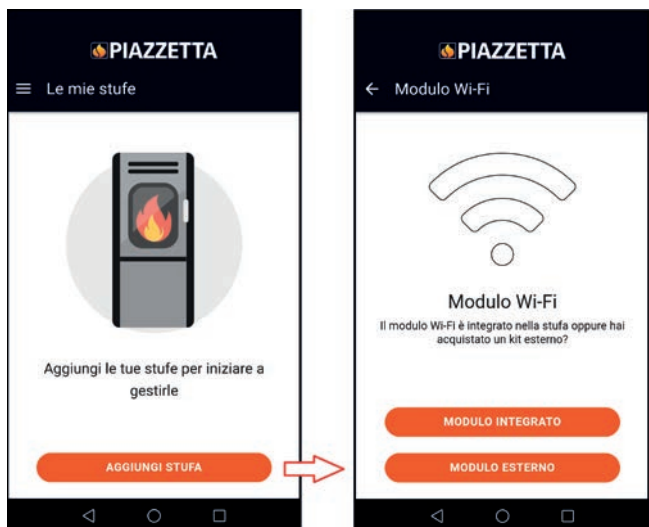 PIAZZETTA
Le mie stufe
Aggiungi le tue stufe per iniziare a
gestirle
AGGIUNGI STUFA
PIAZZETTA
Modulo Wi-Fi
Modulo Wi-Fi
Il modulo Wi-Fi è integrato nella stufa oppure hai
acquistato un kit esterno?
MODULO INTEGRATO
MODULO ESTERNO